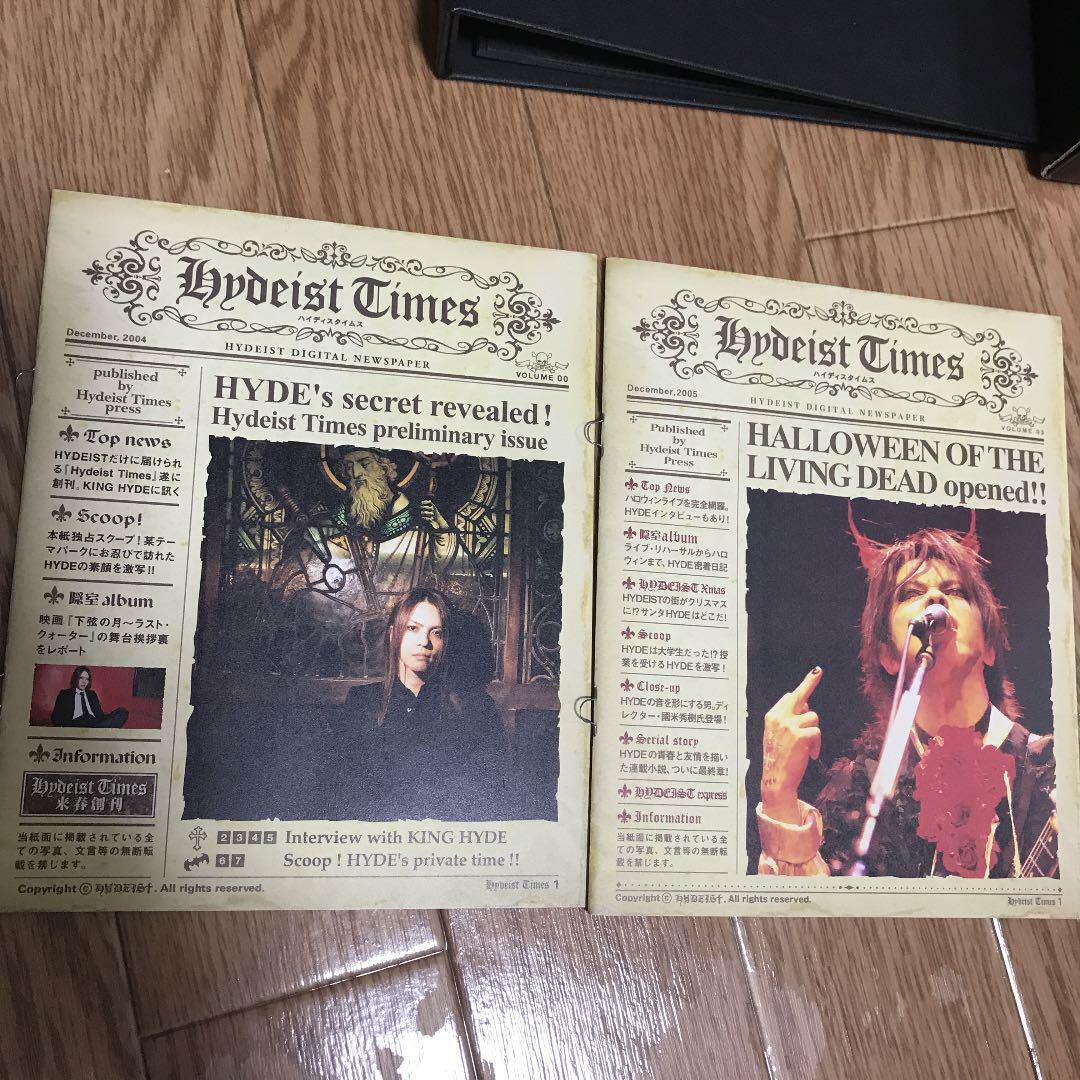 Hydeist Times
ハイディスタイムス
December, 2004
HYDEIST DIGITAL NEWSPAPER
VOLUME 00
published
by
Hydeist Times
press
Top news
HYDEISTだけに届けられ
る「Hydeist Times」遂に
創刊。KING HYDEに訊く
Scoop!
本紙独占スクープ!某テー
マパークにお忍びで訪れた
HYDEの素顔を激写!!
隠室album
映画『下弦の月〜ラスト・
クォーター』の舞台挨拶裏
をレポート
Information
Hydeist Times
来春創刊
当紙面に掲載されている全
ての写真、文言等の無断転
載を禁じます。
HYDE's secret revealed!
Hydeist Times preliminary issue
2 3 4 5 Interview with KING HYDE
6 7 Scoop! HYDE's private time!!
Copyright © HYDEIST. All rights reserved.
Hydeist Times 1
Hydeist Times
ハイディスタイムス
December,2005
HYDEIST DIGITAL NEWSPAPER
VOLUME 03
Published
by
Hydeist Times
Press
Top News
ハロウィンライブを完全網羅。
HYDEインタビューもあり!
隠室album
ライブ・リハーサルからハロ
ウィンまで、HYDE密着日記
HYDEIST Xmas
HYDEISTの街がクリスマス
に!?サンタHYDEはどこだ!
Scoop
HYDEは大学生だった!?授
業を受けるHYDEを激写!
Close-up
HYDEの音を形にする男。ディ
レクター・國米秀樹氏登場!
Serial story
HYDEの青春と友情を描い
た連載小説、ついに最終章!
HYDEIST express
Information
当紙面に掲載されている全て
の写真、文言等の無断転載を
禁じます。
HALLOWEEN OF THE
LIVING DEAD opened!!
Copyright © HYDEIST. All rights reserved.
Hydeist Times 1